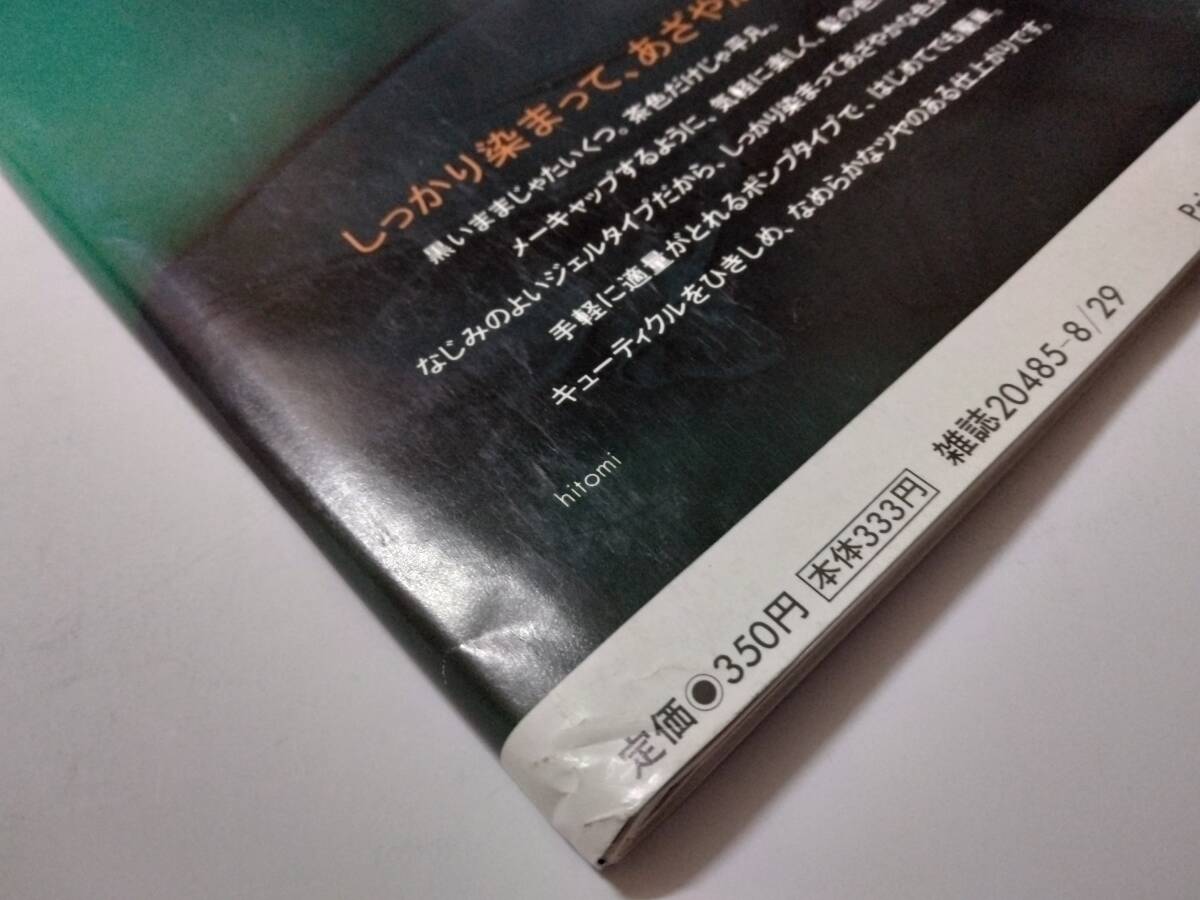 しっかり染まって、あざやか
黒いままじゃたいくつ。茶色だけじゃ平凡。
メーキャップするように、気軽に楽しく、髪の色
なじみのよいジェルタイプだから、しっかり染まってあざやかな色が
手軽に適量がとれるポンプタイプで、はじめてでも簡単。
キューティクルをひきしめ、なめらかなツヤのある仕上がりです。
hitomi
定価●350円 本体333円 雑誌20485-8/29